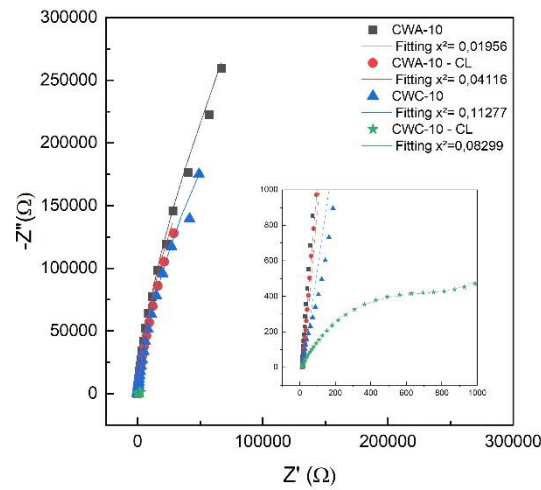 CWA-10
Fitting x²= 0,01956
CWA-10 - CL
Fitting x²= 0,04116
CWC-10
Fitting x²= 0,11277
CWC-10 - CL
Fitting x²=0,08299
300000
250000
200000
150000
100000
50000
0
-Z''(Ω)
1000
800
600
400
200
0
0 200 400 600 800 1000
0 100000 200000 300000
Z' (Ω)